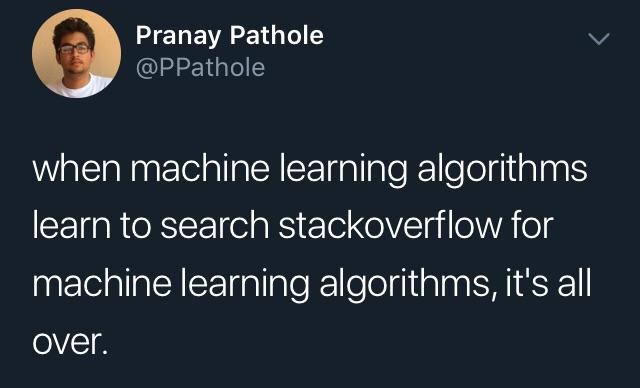 Pranay Pathole
@PPathole
when machine learning algorithms
learn to search stackoverflow for
machine learning algorithms, it's all
over.